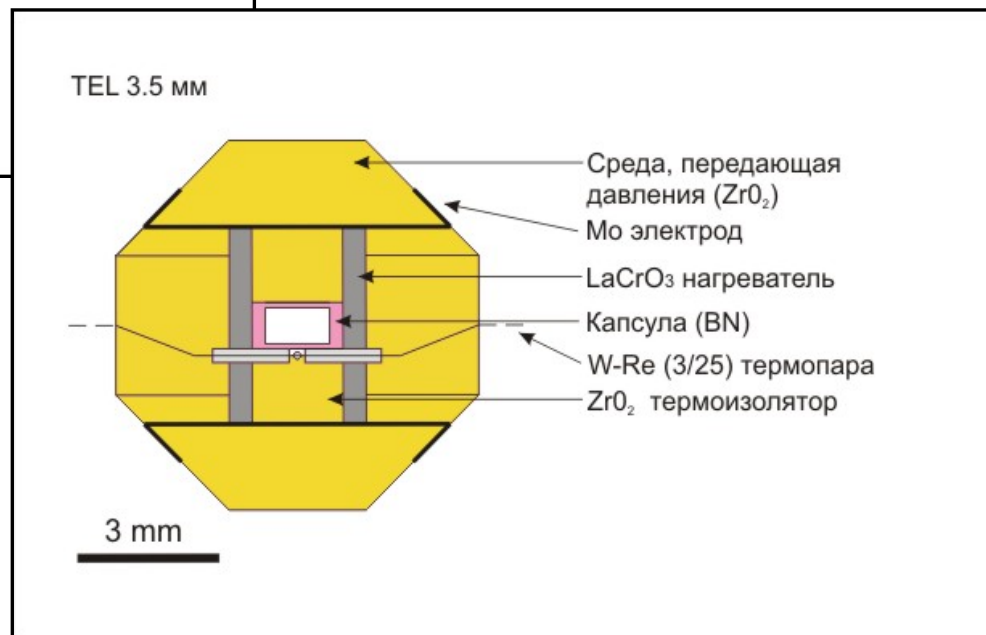 TEL 3.5 мм
Среда, передающая
давления (Zr0₂)
Мо электрод
LaCrO₃ нагреватель
Капсула (BN)
W-Re (3/25) термопара
Zr0₂ термоизолятор
3 mm